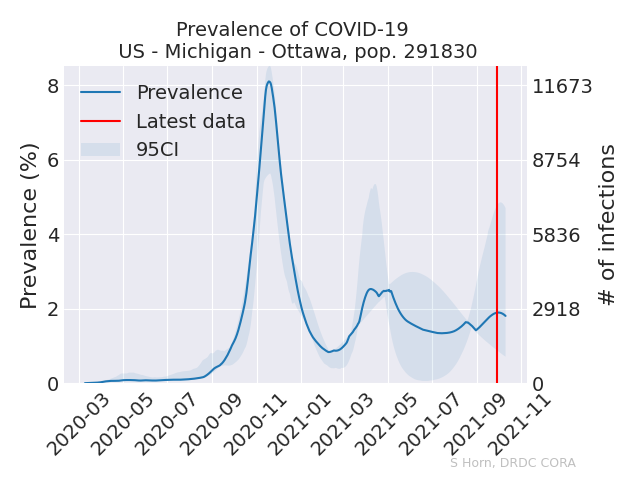 Prevalence of COVID-19
US - Michigan - Ottawa, pop. 291830
Prevalence
Latest data
95CI
Prevalence (%)
8
6
4
2
0
11673
8754
5836
2918
0
# of infections
2020-03
2020-05
2020-07
2020-09
2020-11
2021-01
2021-03
2021-05
2021-07
2021-09
2021-11
S Horn, DRDC CORA